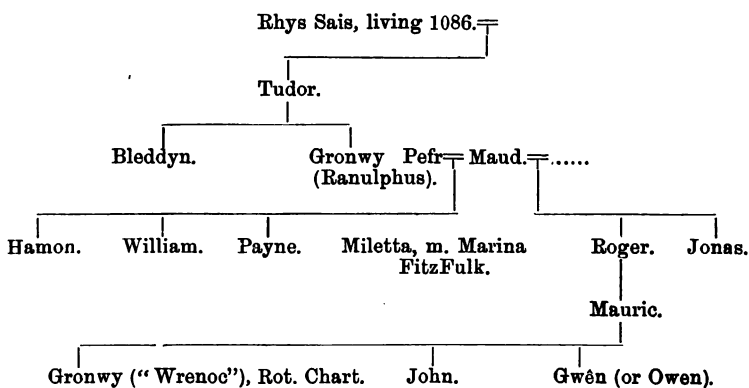 Rhys Sais, living 1086.
Tudor.
Bleddyn. Gronwy Pefr Maud. ......
(Ranulphus).
Hamon. William. Payne. Miletta, m. Marina Roger. Jonas.
FitzFulk.
Mauric.
Gronwy (“ Wrenoc”), Rot. Chart. John. Gwên (or Owen).